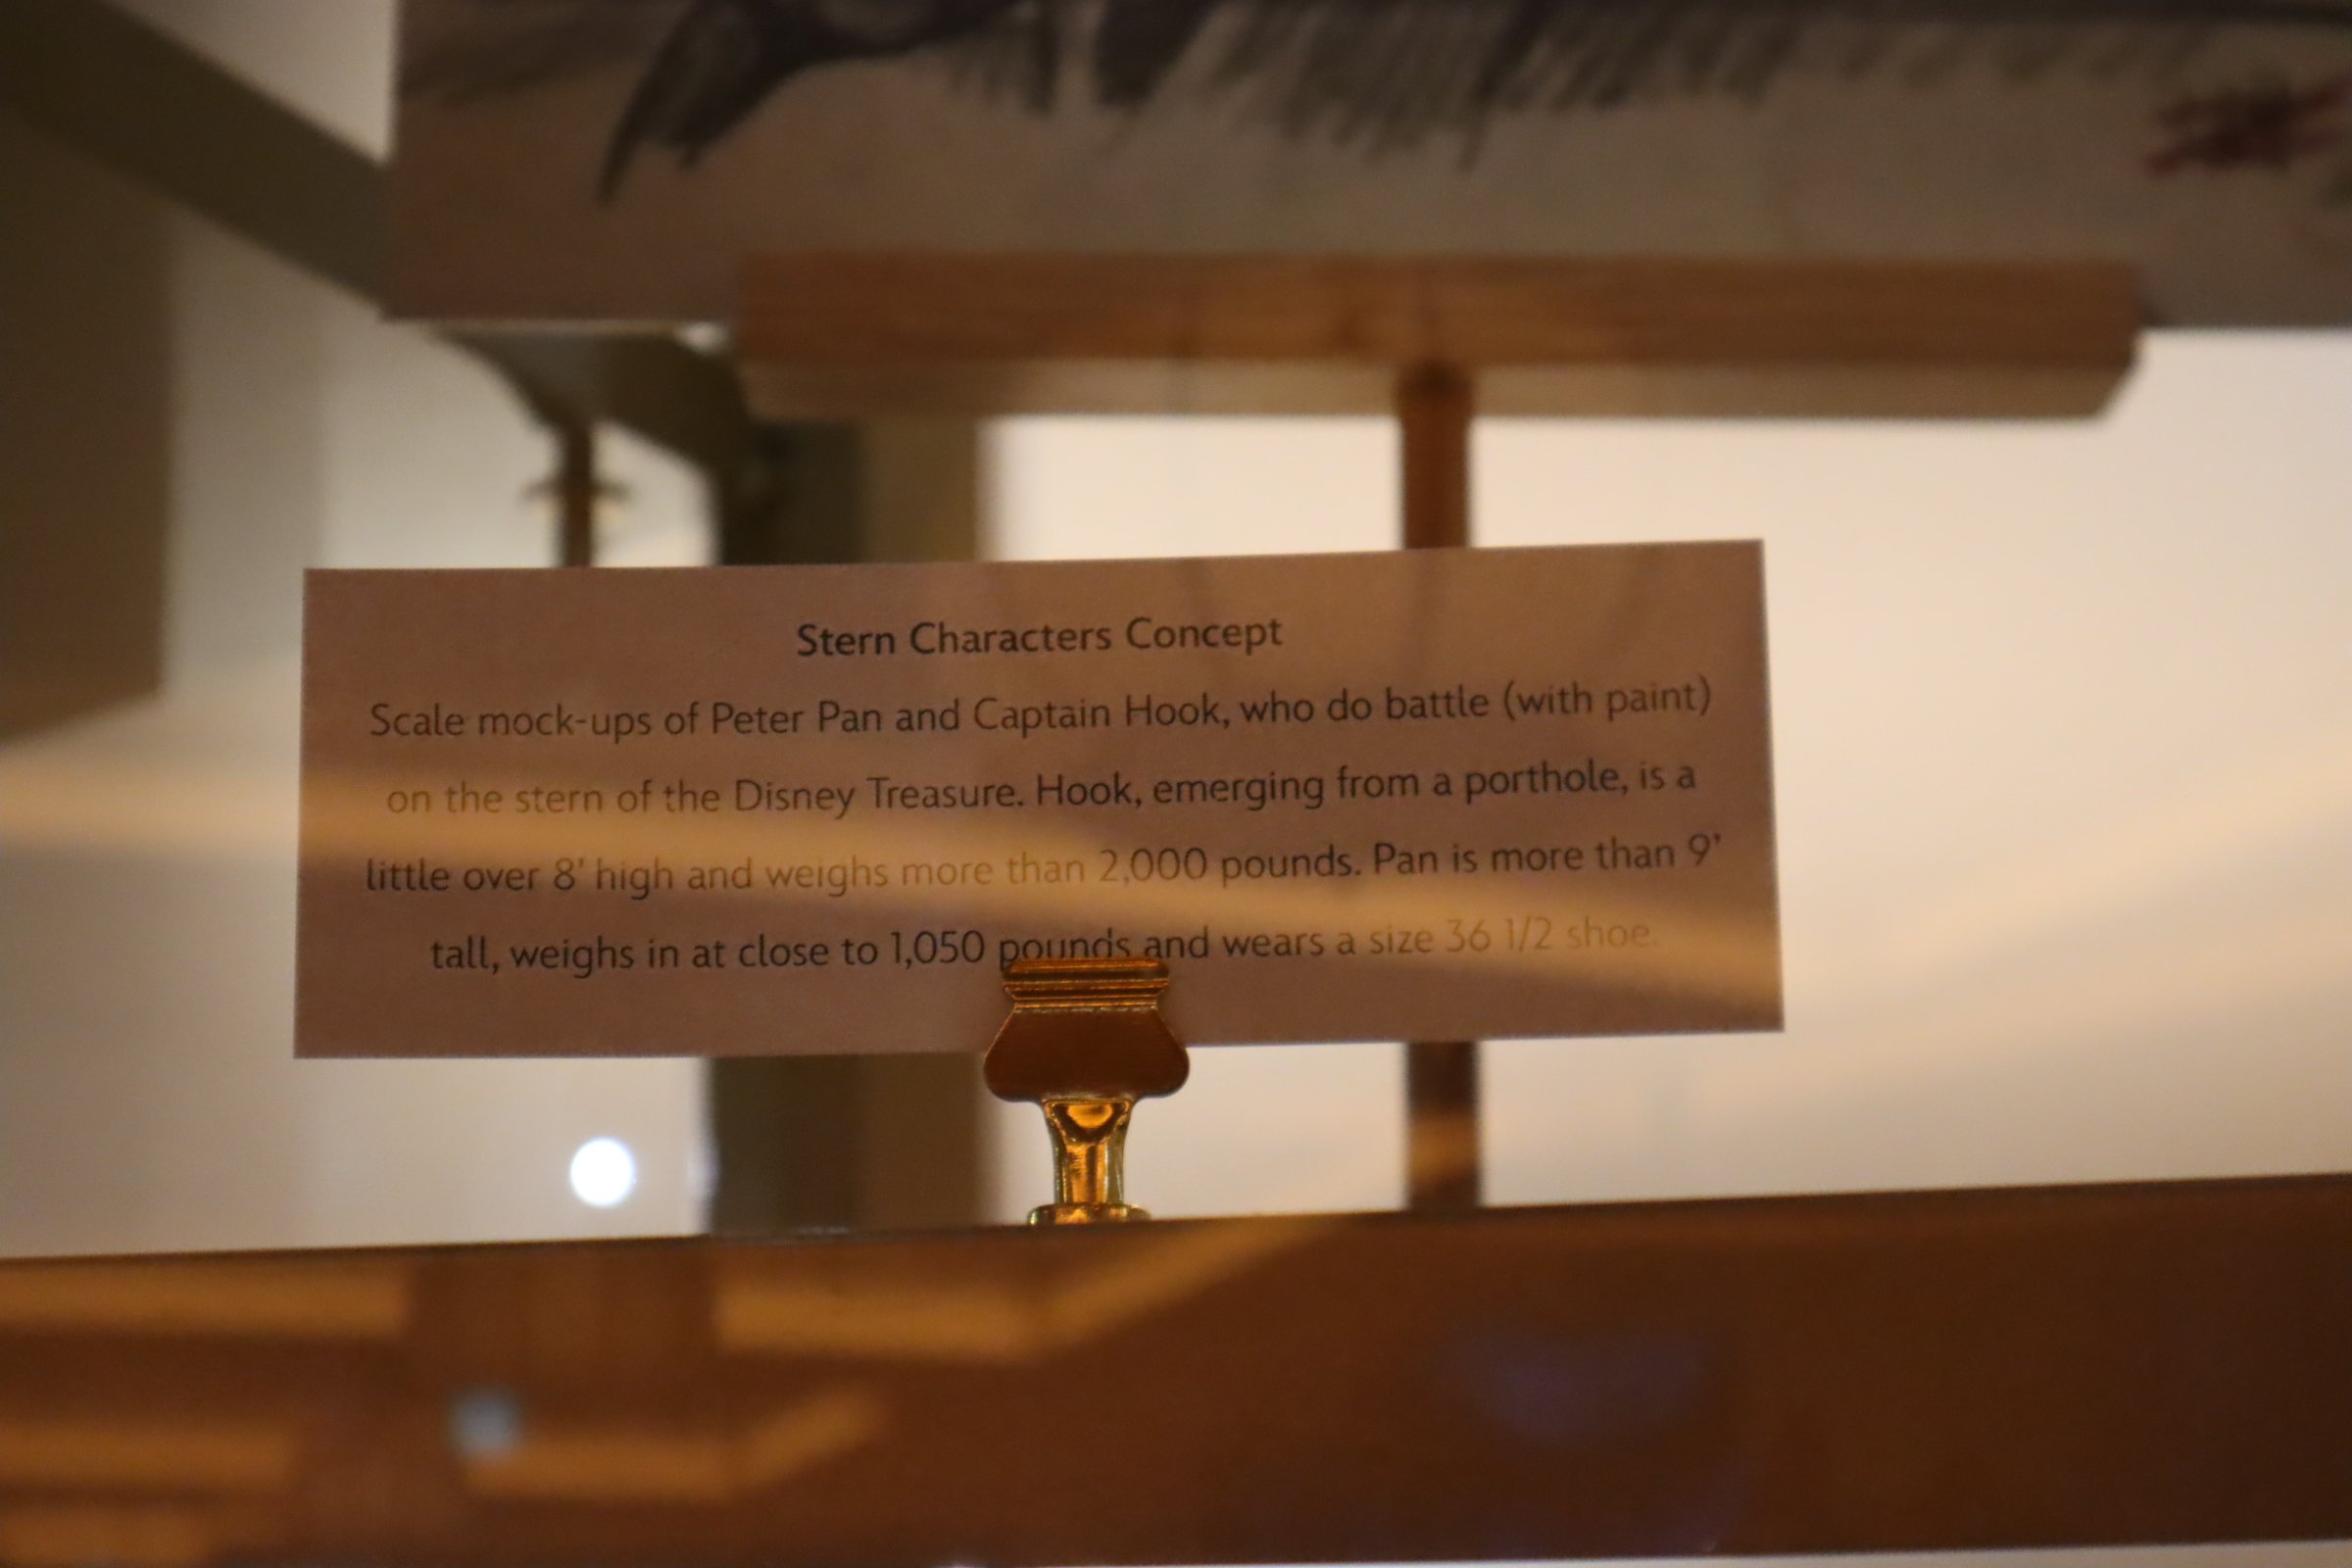 Stern Characters Concept
Scale mock-ups of Peter Pan and Captain Hook, who do battle (with paint)
on the stern of the Disney Treasure. Hook, emerging from a porthole, is a
little over 8' high and weighs more than 2,000 pounds. Pan is more than 9'
tall, weighs in at close to 1,050 pounds and wears a size 36 1/2 shoe.